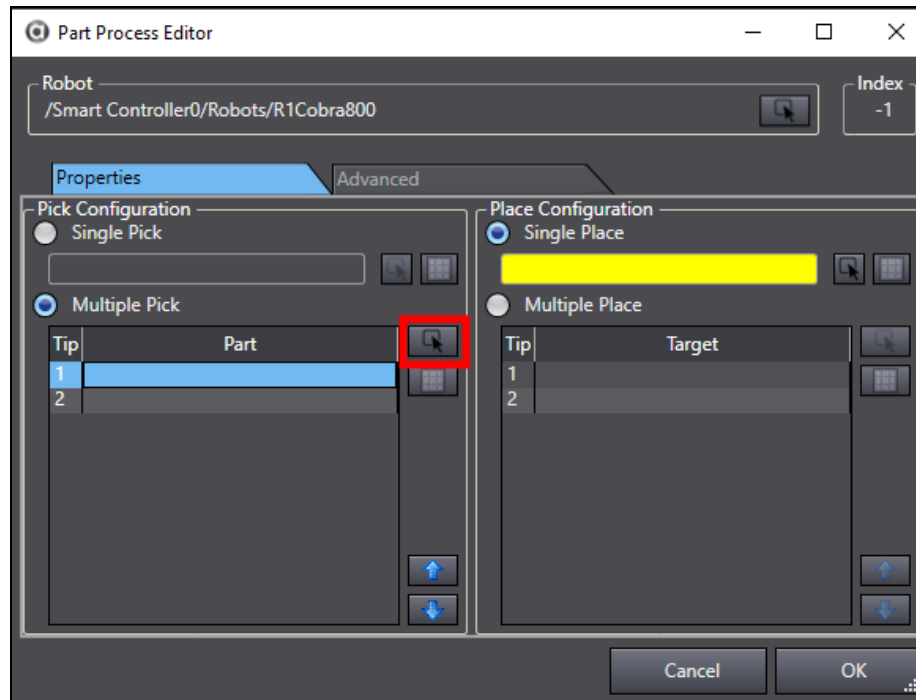 Part Process Editor
Robot
/Smart Controller0/Robots/R1Cobra800
Index
-1
Properties
Advanced
Pick Configuration
Single Pick
Multiple Pick
Tip Part
1
2
Place Configuration
Single Place
Multiple Place
Tip Target
1
2
Cancel
OK